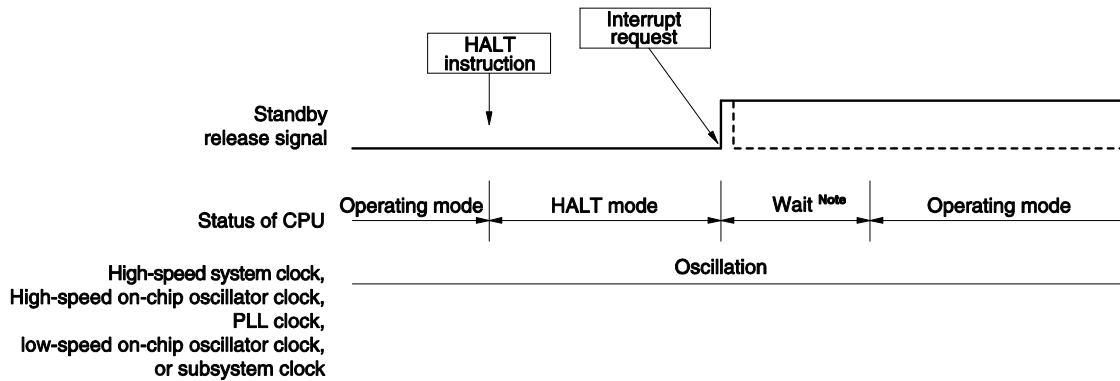 Interrupt
request
HALT
instruction
Standby
release signal
Status of CPU
Operating mode
HALT mode
Wait Note
Operating mode
High-speed system clock,
High-speed on-chip oscillator clock,
PLL clock,
low-speed on-chip oscillator clock,
or subsystem clock
Oscillation